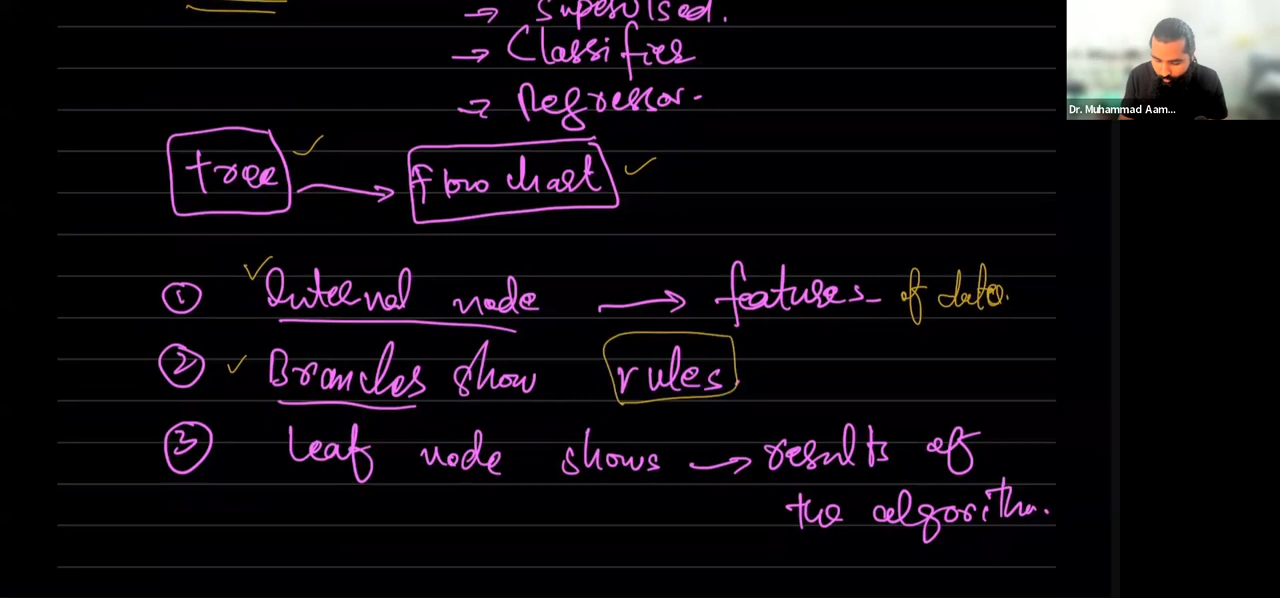 → Supervised.
→ Classifier
→ Regressor.
Dr. Muhammad Aam...
tree → flow chart
① Internal node → features of data.
② Branches show rules.
③ leaf node shows → results of
the algorithm.